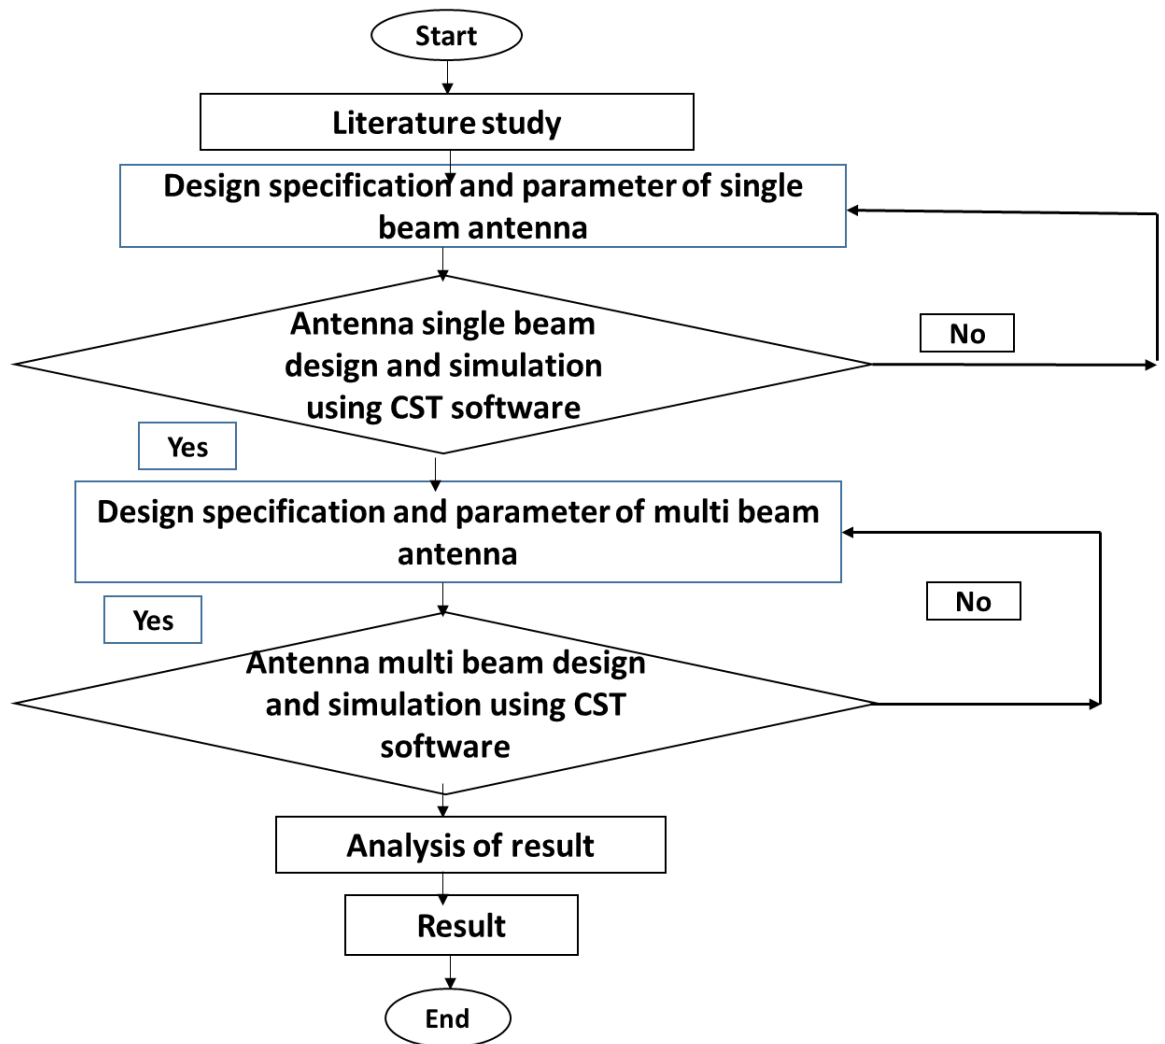 Start
Literature study
Design specification and parameter of single
beam antenna
Antenna single beam
design and simulation
using CST software
No
Yes
Design specification and parameter of multi beam
antenna
Yes
No
Antenna multi beam design
and simulation using CST
software
Analysis of result
Result
End